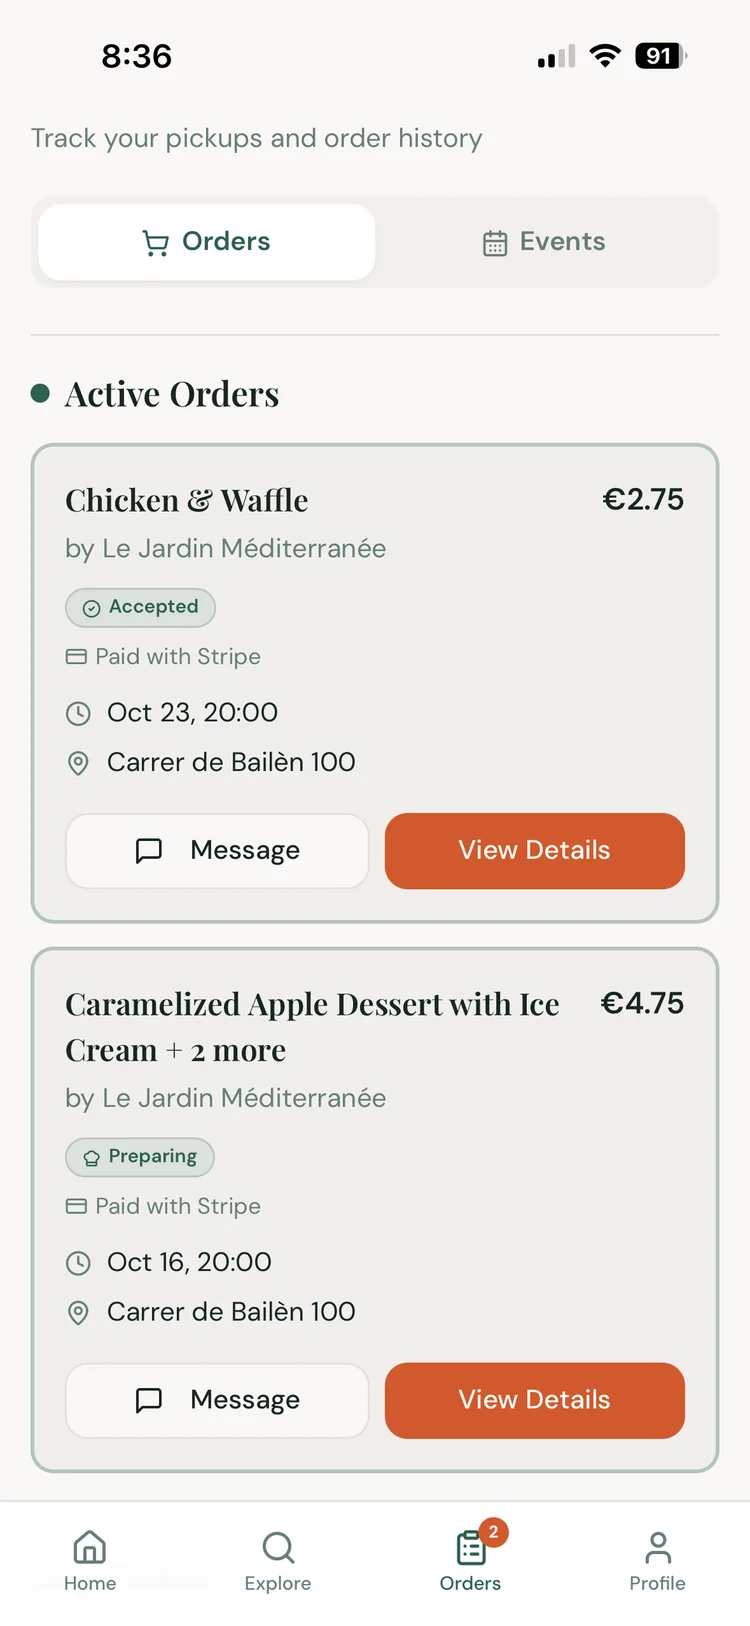 8:36
91
Track your pickups and order history
Orders
Events
Active Orders
Chicken & Waffle
€2.75
by Le Jardin Méditerranée
Accepted
Paid with Stripe
Oct 23, 20:00
Carrer de Bailèn 100
Message
View Details
Caramelized Apple Dessert with Ice
€4.75
Cream + 2 more
by Le Jardin Méditerranée
Preparing
Paid with Stripe
Oct 16, 20:00
Carrer de Bailèn 100
Message
View Details
2
Home
Explore
Orders
Profile